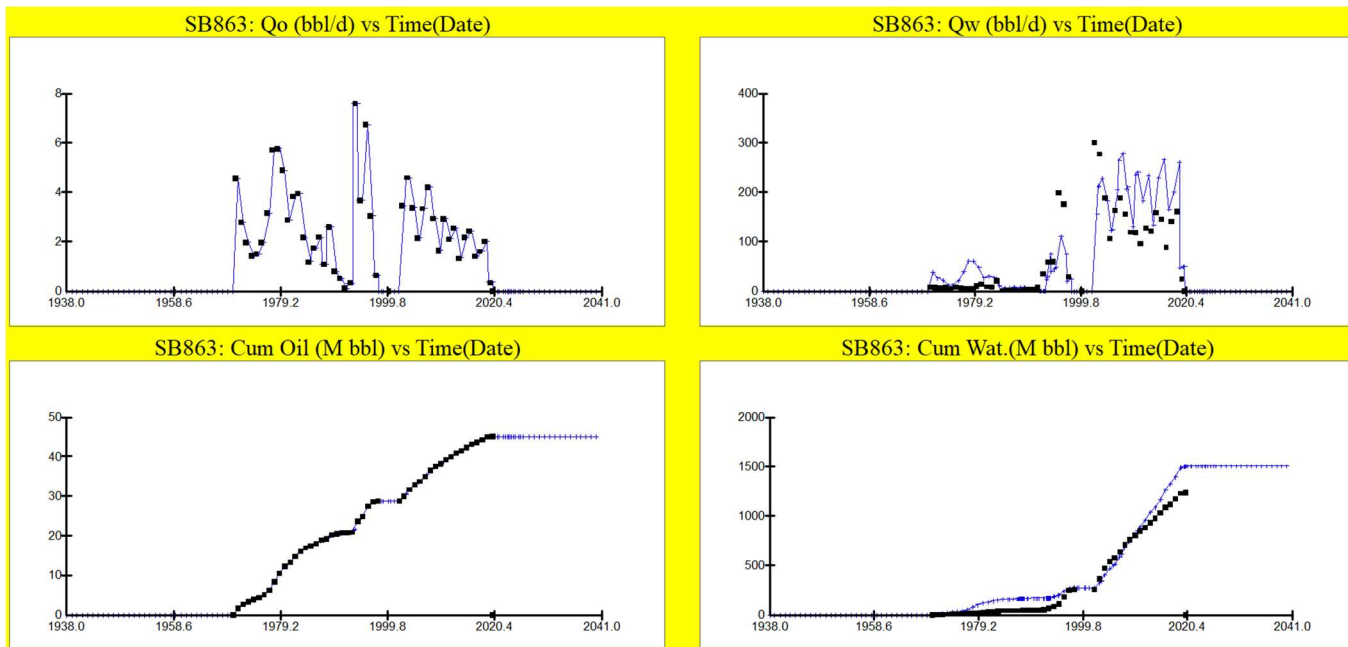 SB863: Qo (bbl/d) vs Time(Date)
8
6
4
2
0
1938.0 1958.6 1979.2 1999.8 2020.4 2041.0
SB863: Qw (bbl/d) vs Time(Date)
400
300
200
100
0
1938.0 1958.6 1979.2 1999.8 2020.4 2041.0
SB863: Cum Oil (M bbl) vs Time(Date)
50
40
30
20
10
0
1938.0 1958.6 1979.2 1999.8 2020.4 2041.0
SB863: Cum Wat.(M bbl) vs Time(Date)
2000
1500
1000
500
0
1938.0 1958.6 1979.2 1999.8 2020.4 2041.0